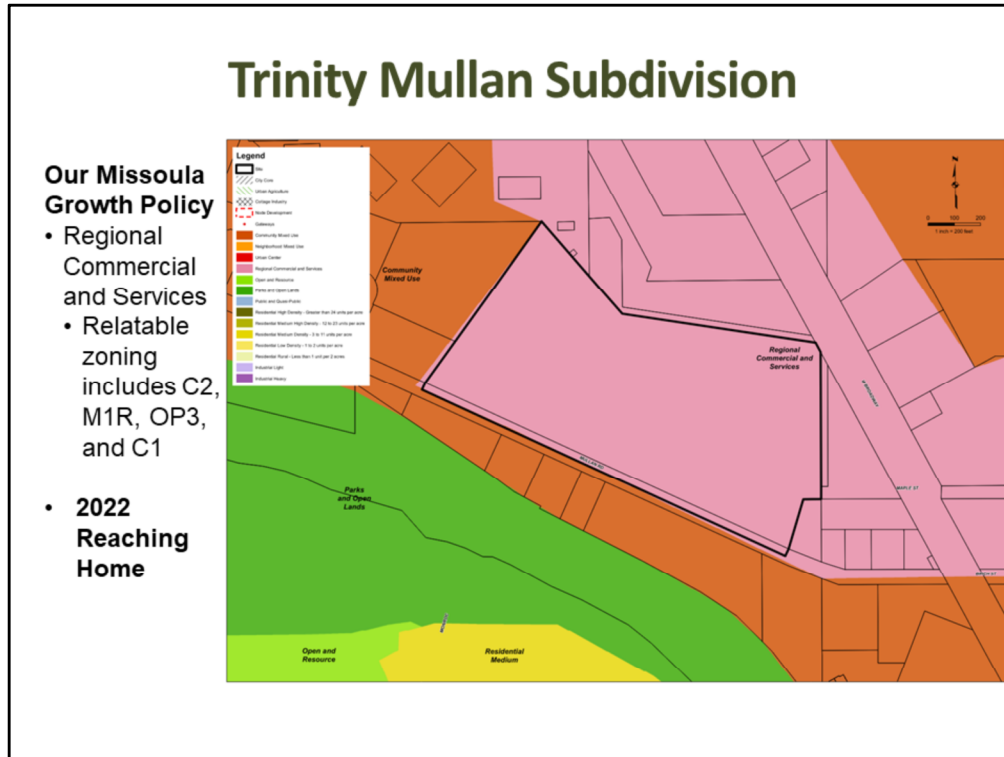 Trinity Mullan Subdivision
Our Missoula
Growth Policy
• Regional
Commercial
and Services
• Relatable
zoning
includes C2,
M1R, OP3,
and C1
• 2022
Reaching
Home
Legend
Site
City Core
Urban Agriculture
Cottage Industry
Node Development
Gateways
Community Mixed Use
Neighborhood Mixed Use
Urban Center
Regional Commercial and Services
Open and Resource
Parks and Open Lands
Public and Quasi-Public
Residential High Density - Greater than 24 units per acre
Residential Medium High Density - 12 to 23 units per acre
Residential Medium Density - 3 to 11 units per acre
Residential Low Density - 1 to 2 units per acre
Residential Rural - Less than 1 unit per 2 acres
Industrial Light
Industrial Heavy
N
0 100 200
1 inch = 200 feet
Community
Mixed Use
Regional
Commercial and
Services
MULLAN RD
MAPLE ST
Parks
and Open
Lands
Open and
Resource
Residential
Medium